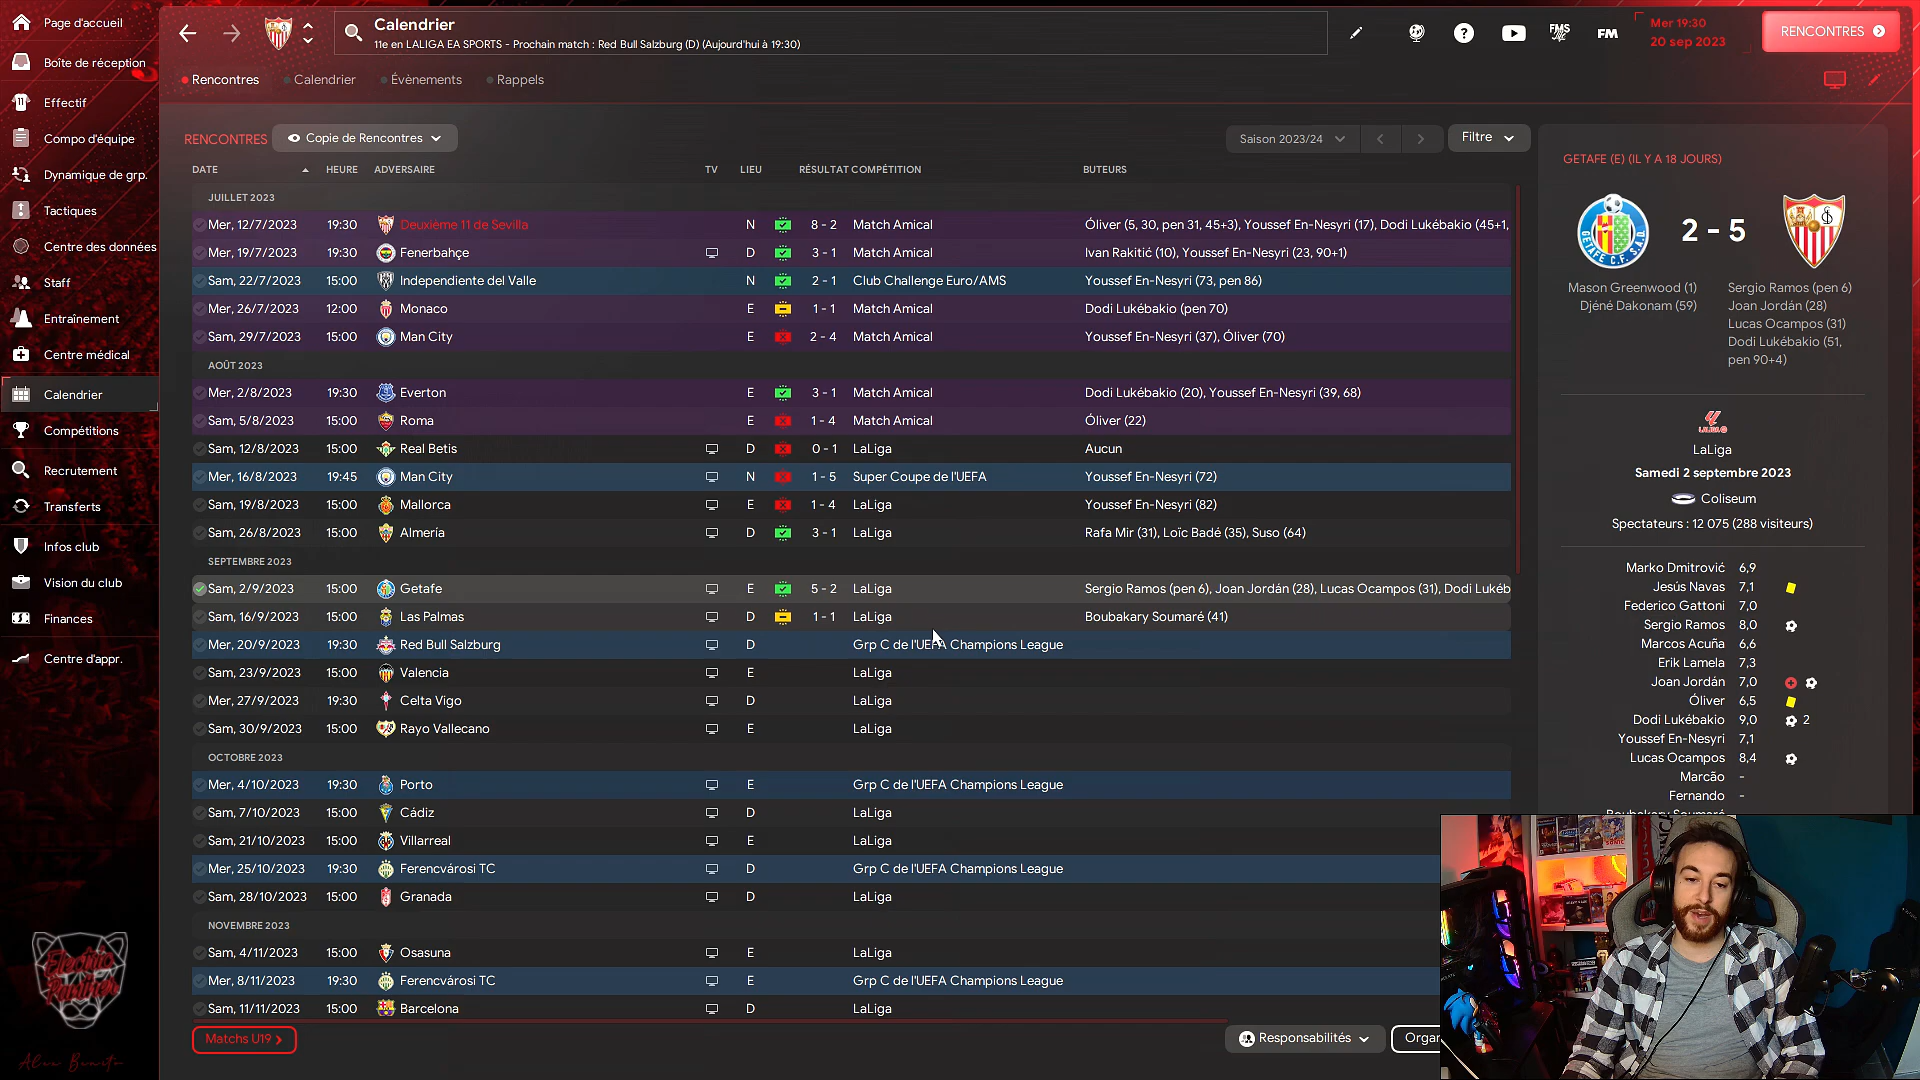 Page d'accueil
Boîte de réception
Effectif
Compo d'équipe
Dynamique de grp.
Tactiques
Centre des données
Staff
Entraînement
Centre médical
Calendrier
Compétitions
Recrutement
Transferts
Infos club
Vision du club
Finances
Centre d'appr.
Calendrier
11e en LALIGA EA SPORTS - Prochain match : Red Bull Salzburg (D) (Aujourd'hui à 19:30)
FMS
FM
Mer 19:30
20 sep 2023
RENCONTRES
Rencontres Calendrier Évènements Rappels
RENCONTRES Copie de Rencontres Saison 2023/24 Filtre
DATE HEURE ADVERSAIRE TV LIEU RÉSULTAT COMPÉTITION BUTEURS
JUILLET 2023
Mer, 12/7/2023 19:30 Deuxième 11 de Sevilla N 8 - 2 Match Amical Óliver (5, 30, pen 31, 45+3), Youssef En-Nesyri (17), Dodi Lukébakio (45+1,
Mer, 19/7/2023 19:30 Fenerbahçe D 3 - 1 Match Amical Ivan Rakitić (10), Youssef En-Nesyri (23, 90+1)
Sam, 22/7/2023 15:00 Independiente del Valle N 2 - 1 Club Challenge Euro/AMS Youssef En-Nesyri (73, pen 86)
Mer, 26/7/2023 12:00 Monaco E 1 - 1 Match Amical Dodi Lukébakio (pen 70)
Sam, 29/7/2023 15:00 Man City E 2 - 4 Match Amical Youssef En-Nesyri (37), Óliver (70)
AOÛT 2023
Mer, 2/8/2023 19:30 Everton E 3 - 1 Match Amical Dodi Lukébakio (20), Youssef En-Nesyri (39, 68)
Sam, 5/8/2023 15:00 Roma E 1 - 4 Match Amical Óliver (22)
Sam, 12/8/2023 15:00 Real Betis D 0 - 1 LaLiga Aucun
Mer, 16/8/2023 19:45 Man City N 1 - 5 Super Coupe de l'UEFA Youssef En-Nesyri (72)
Sam, 19/8/2023 15:00 Mallorca E 1 - 4 LaLiga Youssef En-Nesyri (82)
Sam, 26/8/2023 15:00 Almería D 3 - 1 LaLiga Rafa Mir (31), Loïc Badé (35), Suso (64)
SEPTEMBRE 2023
Sam, 2/9/2023 15:00 Getafe E 5 - 2 LaLiga Sergio Ramos (pen 6), Joan Jordán (28), Lucas Ocampos (31), Dodi Lukéb
Sam, 16/9/2023 15:00 Las Palmas D 1 - 1 LaLiga Boubakary Soumaré (41)
Mer, 20/9/2023 19:30 Red Bull Salzburg D Grp C de l'UEFA Champions League
Sam, 23/9/2023 15:00 Valencia E LaLiga
Mer, 27/9/2023 19:30 Celta Vigo D LaLiga
Sam, 30/9/2023 15:00 Rayo Vallecano E LaLiga
OCTOBRE 2023
Mer, 4/10/2023 19:30 Porto E Grp C de l'UEFA Champions League
Sam, 7/10/2023 15:00 Cádiz D LaLiga
Sam, 21/10/2023 15:00 Villarreal E LaLiga
Mer, 25/10/2023 19:30 Ferencvárosi TC D Grp C de l'UEFA Champions League
Sam, 28/10/2023 15:00 Granada D LaLiga
NOVEMBRE 2023
Sam, 4/11/2023 15:00 Osasuna E LaLiga
Mer, 8/11/2023 19:30 Ferencvárosi TC E Grp C de l'UEFA Champions League
Sam, 11/11/2023 15:00 Barcelona D LaLiga
Matchs U19
Responsabilités
Organ
GETAFE (E) (IL Y A 18 JOURS)
2 - 5
Mason Greenwood (1)
Djéné Dakonam (59)
Sergio Ramos (pen 6)
Joan Jordán (28)
Lucas Ocampos (31)
Dodi Lukébakio (51,
pen 90+4)
LaLiga
Samedi 2 septembre 2023
Coliseum
Spectateurs : 12 075 (288 visiteurs)
Marko Dmitrović 6,9
Jesús Navas 7,1
Federico Gattoni 7,0
Sergio Ramos 8,0
Marcos Acuña 6,6
Erik Lamela 7,3
Joan Jordán 7,0
Óliver 6,5
Dodi Lukébakio 9,0 2
Youssef En-Nesyri 7,1
Lucas Ocampos 8,4
Marcão -
Fernando -
Boubakary Soumaré
Electric
Panther
Alex Benito